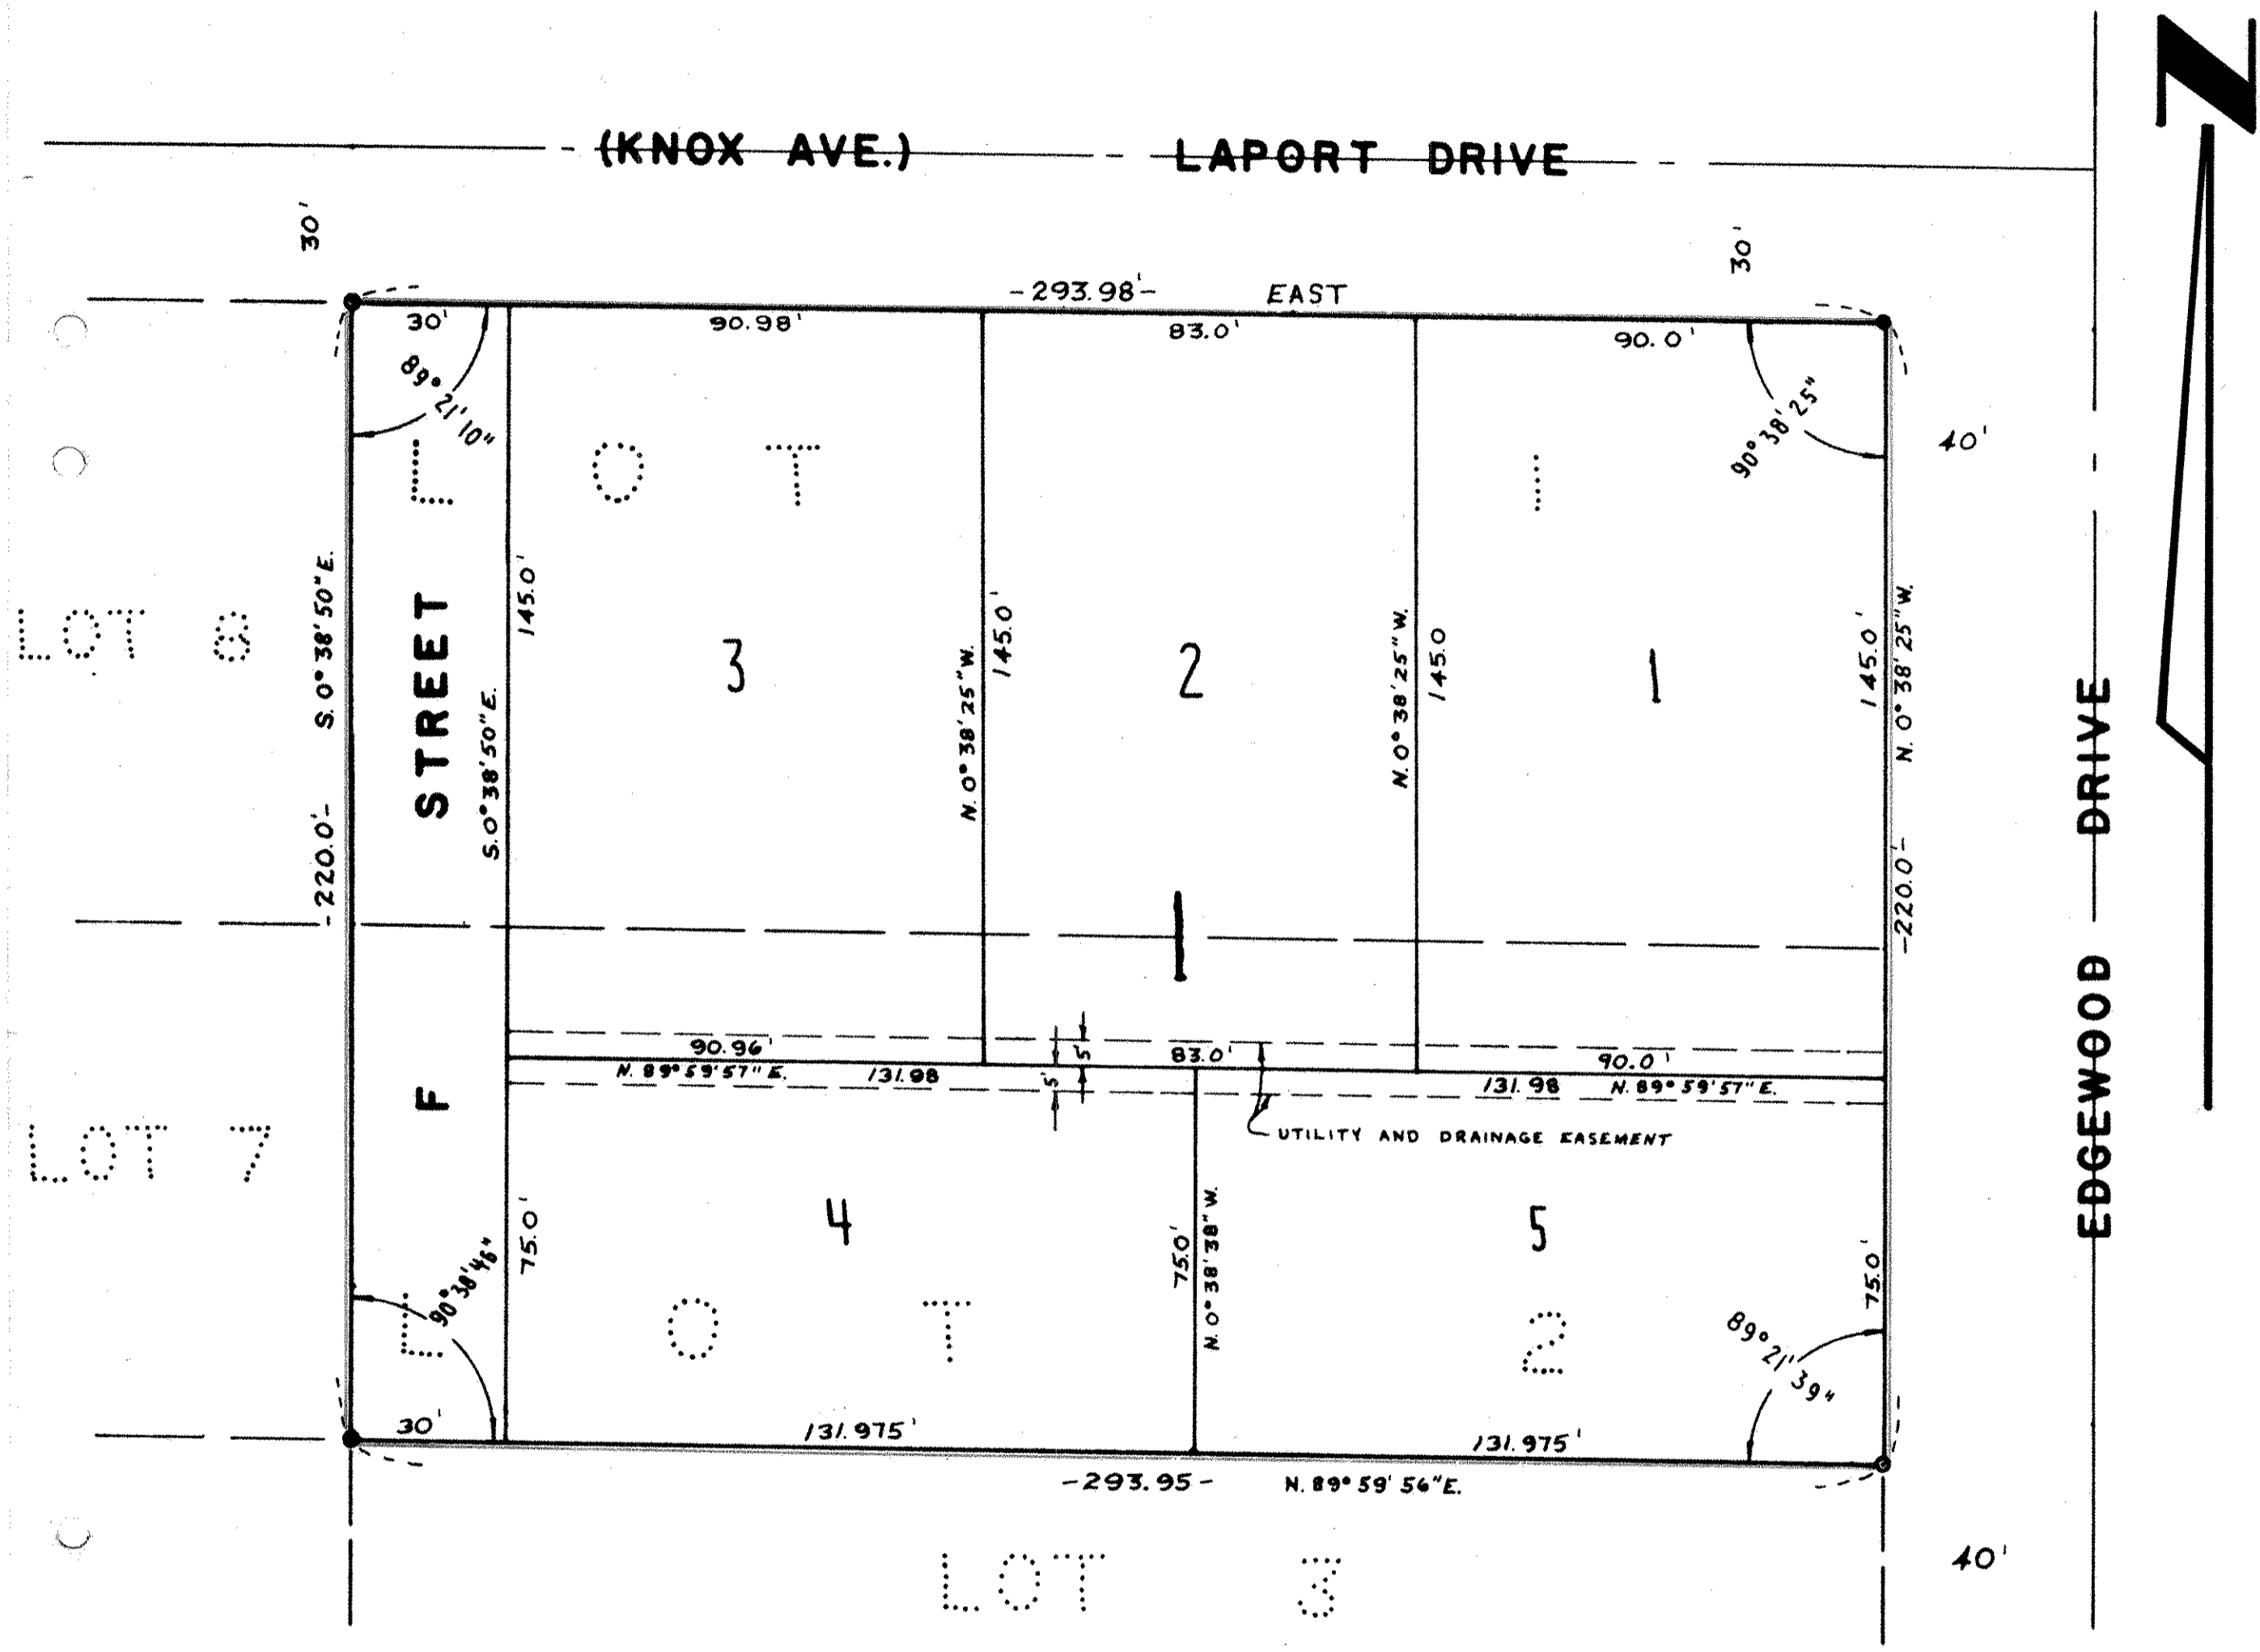 N
(KNOX AVE.) LAPORT DRIVE
30'
30'
-293.98'- EAST
30' 90.98' 83.0' 90.0'
89° 21' 10"
90° 38' 25"
40'
LOT 1
LOT 8
S. 0° 38' 50" E.
-220.0'-
STREET F
S. 0° 38' 50" E.
145.0'
3
N. 0° 38' 25" W.
145.0'
2
N. 0° 38' 25" W.
145.0
1
145.0'
N. 0° 38' 25" W.
-220.0'-
EDGEWOOD DRIVE
1
90.96' 5' 83.0' 90.0'
N. 89° 59' 57" E. 131.98 5' 131.98 N. 89° 59' 57" E.
UTILITY AND DRAINAGE EASEMENT
LOT 7
75.0'
4
75.0'
N. 0° 38' 38" W.
5
75.0'
90° 38' 46"
LOT 2
89° 21' 39"
30' 131.975' 131.975'
-293.95- N. 89° 59' 56" E.
LOT 3
40'